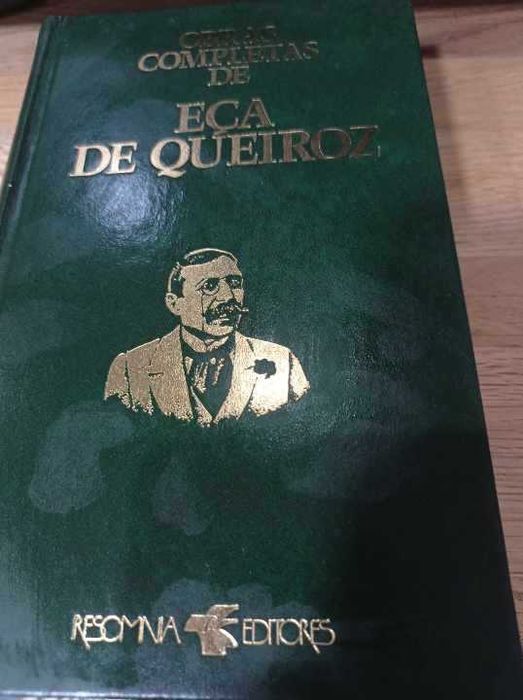 OBRAS
COMPLETAS
DE
EÇA
DE QUEIROZ
RESOMNIA EDITORES